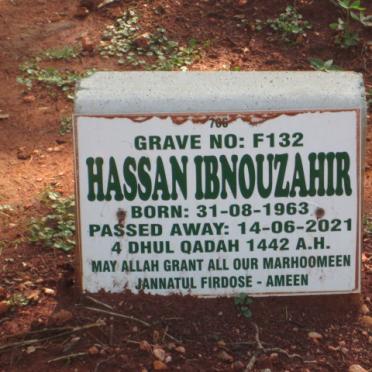 786
GRAVE NO: F132
HASSAN IBNOUZAHIR
BORN: 31-08-1963
PASSED AWAY: 14-06-2021
4 DHUL QADAH 1442 A.H.
MAY ALLAH GRANT ALL OUR MARHOOMEEN
JANNATUL FIRDOSE - AMEEN